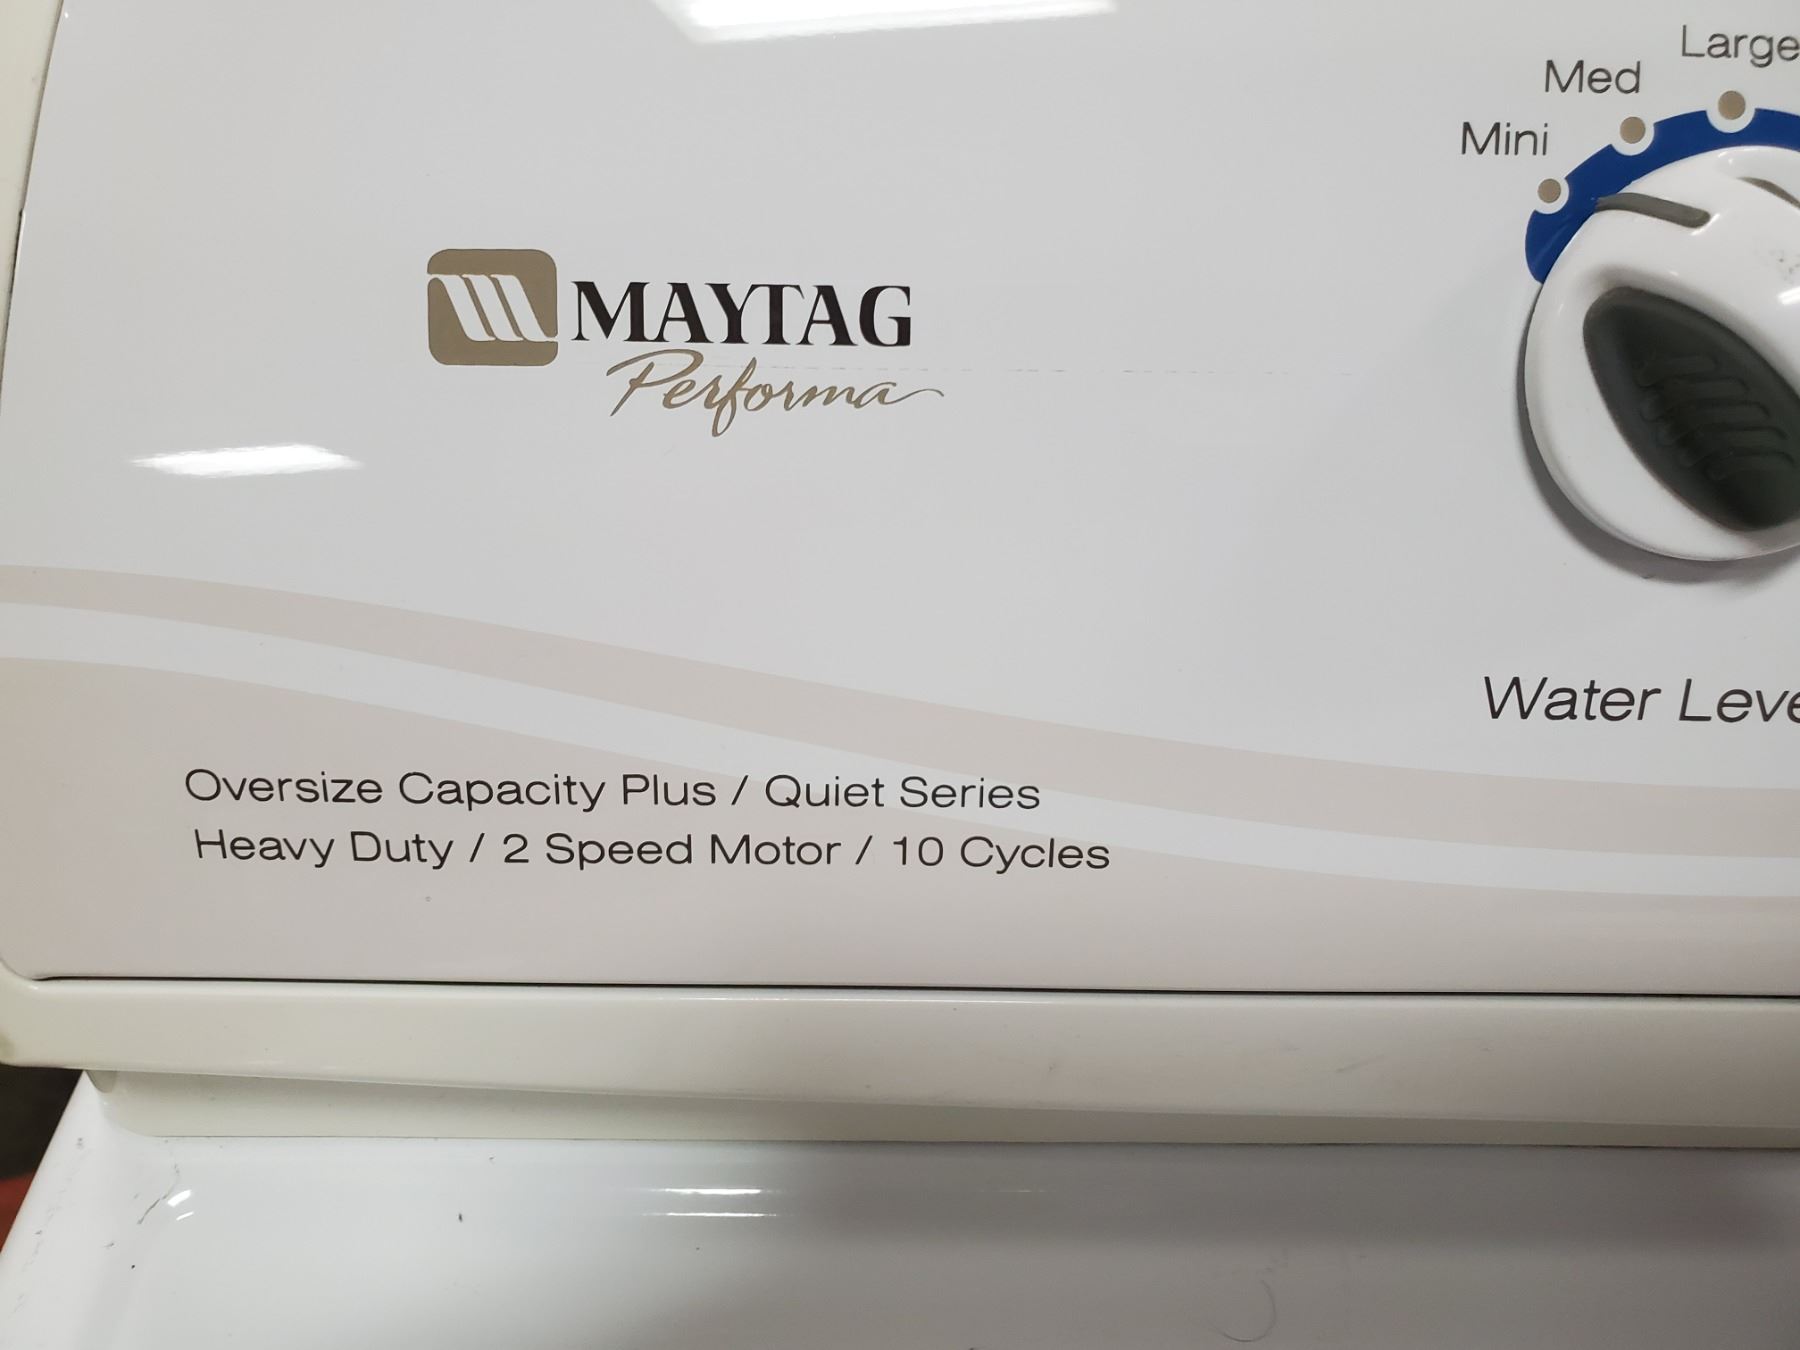 Large
Med
Mini
MAYTAG
Performa
Water Leve
Oversize Capacity Plus / Quiet Series
Heavy Duty / 2 Speed Motor / 10 Cycles